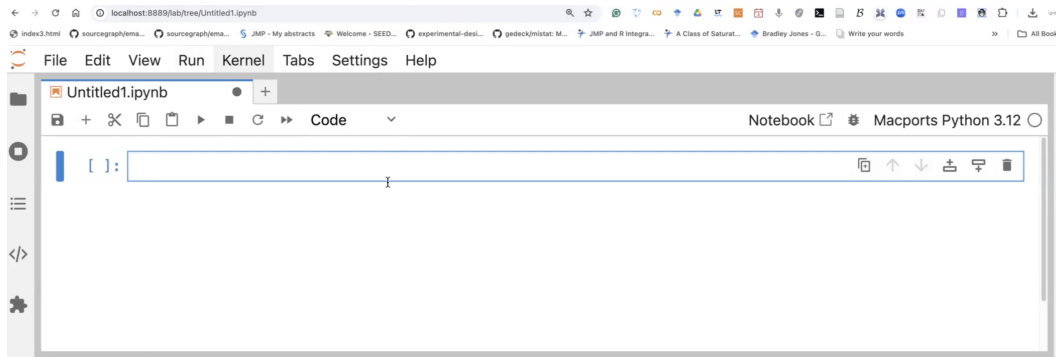 localhost:8889/lab/tree/Untitled1.ipynb
index3.html sourcegraph/ema... sourcegraph/ema... JMP - My abstracts Welcome - SEED... experimental-desi... gedeck/mistat: M... JMP and R Integra... A Class of Saturat... Bradley Jones - G... Write your words » All Book
File Edit View Run Kernel Tabs Settings Help
Untitled1.ipynb
Code Notebook Macports Python 3.12
[ ]: